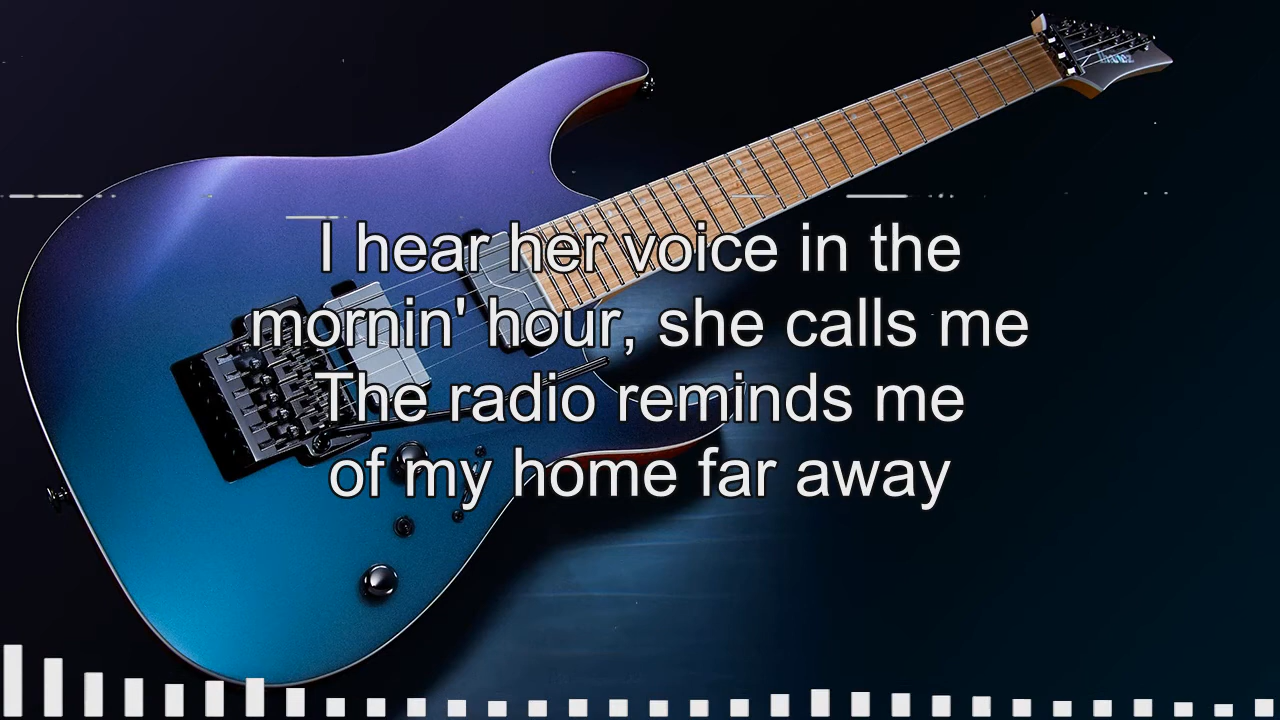 Ibanez
I hear her voice in the
mornin' hour, she calls me
The radio reminds me
of my home far away